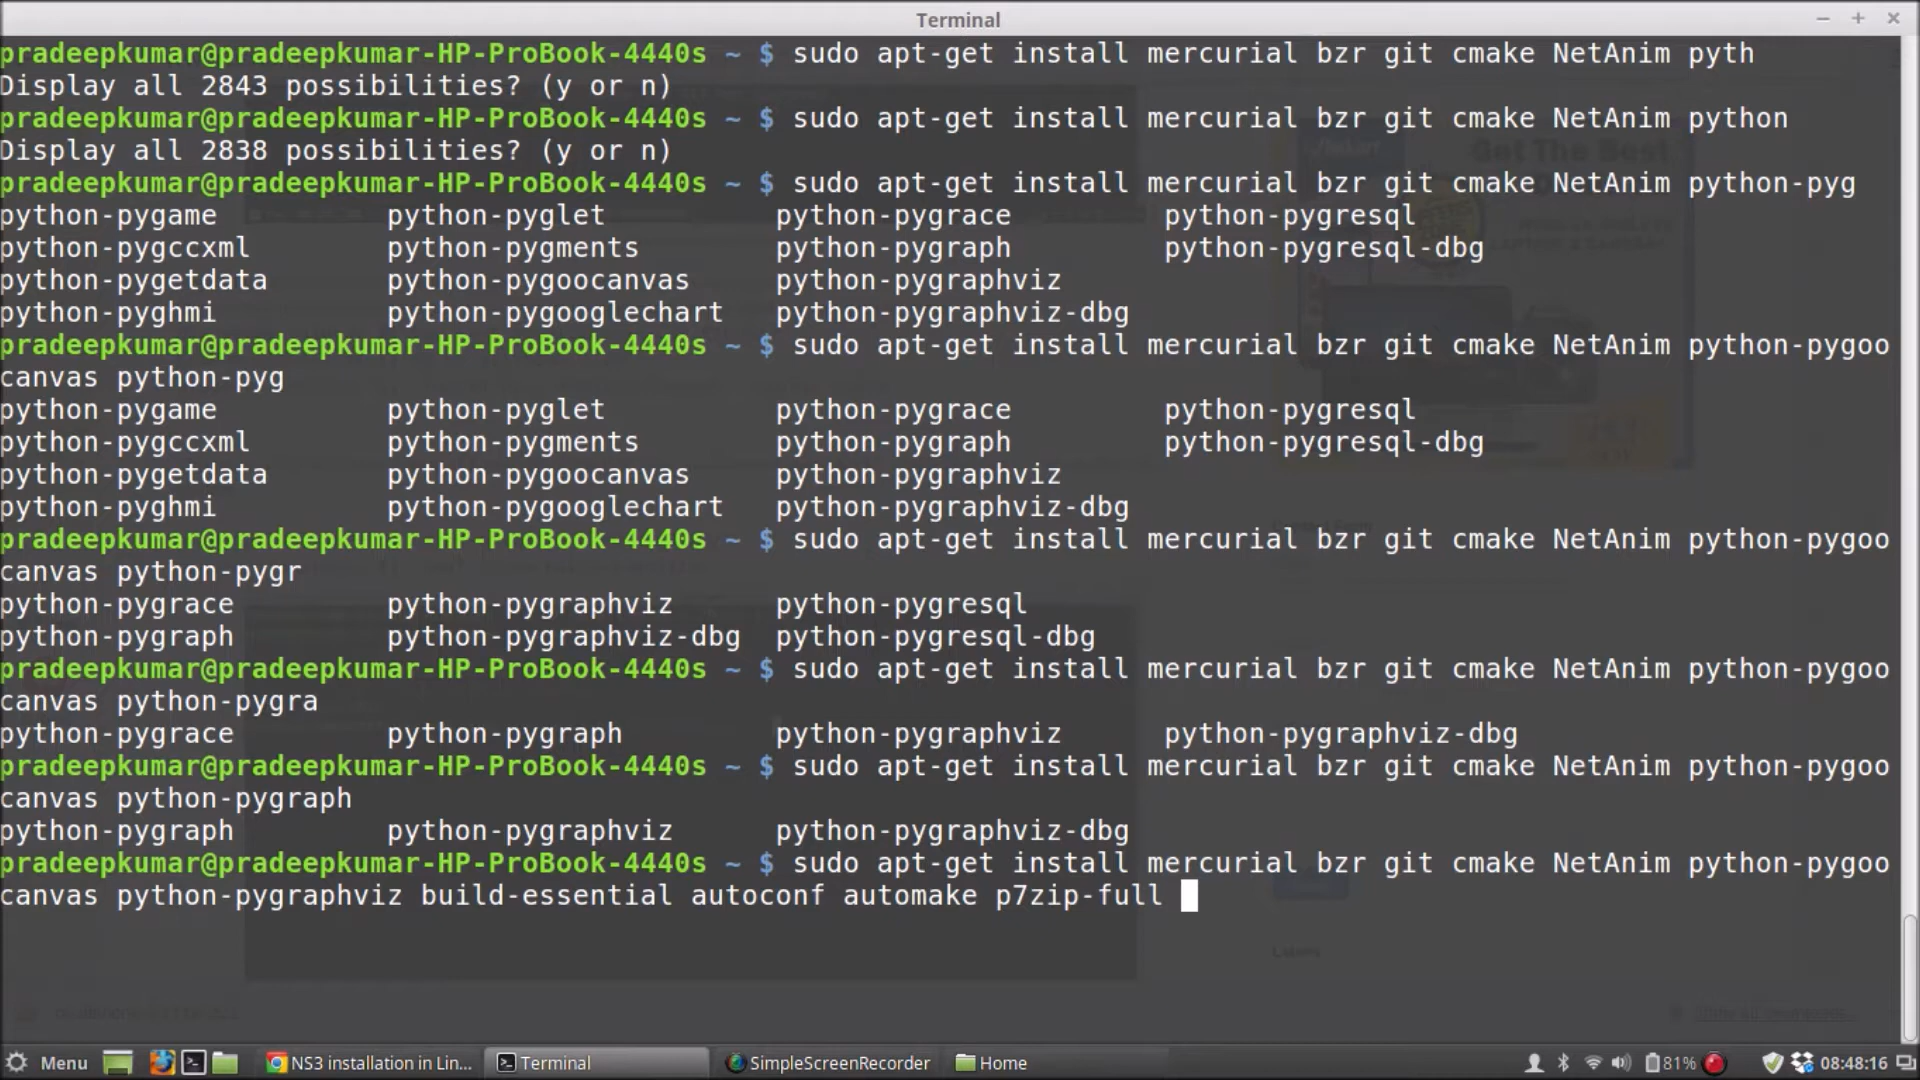 Terminal
pradeepkumar@pradeepkumar-HP-ProBook-4440s ~ $ sudo apt-get install mercurial bzr git cmake NetAnim pyth
Display all 2843 possibilities? (y or n)
pradeepkumar@pradeepkumar-HP-ProBook-4440s ~ $ sudo apt-get install mercurial bzr git cmake NetAnim python
Display all 2838 possibilities? (y or n)
pradeepkumar@pradeepkumar-HP-ProBook-4440s ~ $ sudo apt-get install mercurial bzr git cmake NetAnim python-pyg
python-pygame python-pyglet python-pygrace python-pygresql
python-pygccxml python-pygments python-pygraph python-pygresql-dbg
python-pygetdata python-pygoocanvas python-pygraphviz
python-pyghmi python-pygooglechart python-pygraphviz-dbg
pradeepkumar@pradeepkumar-HP-ProBook-4440s ~ $ sudo apt-get install mercurial bzr git cmake NetAnim python-pygoo
canvas python-pyg
python-pygame python-pyglet python-pygrace python-pygresql
python-pygccxml python-pygments python-pygraph python-pygresql-dbg
python-pygetdata python-pygoocanvas python-pygraphviz
python-pyghmi python-pygooglechart python-pygraphviz-dbg
pradeepkumar@pradeepkumar-HP-ProBook-4440s ~ $ sudo apt-get install mercurial bzr git cmake NetAnim python-pygoo
canvas python-pygr
python-pygrace python-pygraphviz python-pygresql
python-pygraph python-pygraphviz-dbg python-pygresql-dbg
pradeepkumar@pradeepkumar-HP-ProBook-4440s ~ $ sudo apt-get install mercurial bzr git cmake NetAnim python-pygoo
canvas python-pygra
python-pygrace python-pygraph python-pygraphviz python-pygraphviz-dbg
pradeepkumar@pradeepkumar-HP-ProBook-4440s ~ $ sudo apt-get install mercurial bzr git cmake NetAnim python-pygoo
canvas python-pygraph
python-pygraph python-pygraphviz python-pygraphviz-dbg
pradeepkumar@pradeepkumar-HP-ProBook-4440s ~ $ sudo apt-get install mercurial bzr git cmake NetAnim python-pygoo
canvas python-pygraphviz build-essential autoconf automake p7zip-full
Menu NS3 installation in Lin... Terminal SimpleScreenRecorder Home 81% 08:48:16